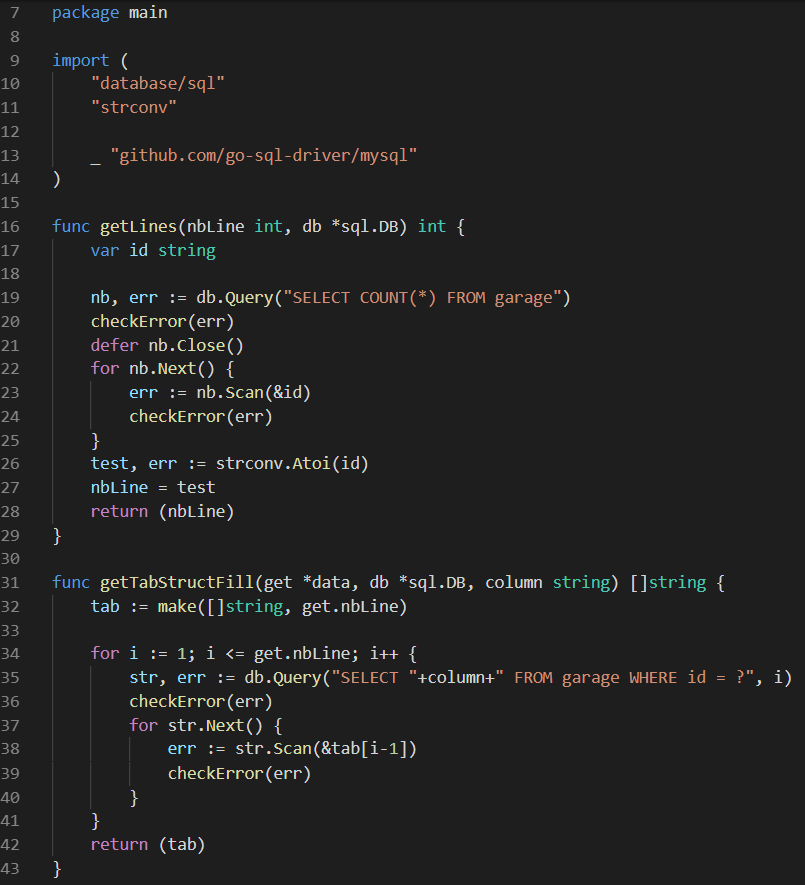 7 package main
8
9 import (
10     "database/sql"
11     "strconv"
12
13     _ "github.com/go-sql-driver/mysql"
14 )
15
16 func getLines(nbLine int, db *sql.DB) int {
17     var id string
18
19     nb, err := db.Query("SELECT COUNT(*) FROM garage")
20     checkError(err)
21     defer nb.Close()
22     for nb.Next() {
23         err := nb.Scan(&id)
24         checkError(err)
25     }
26     test, err := strconv.Atoi(id)
27     nbLine = test
28     return (nbLine)
29 }
30
31 func getTabStructFill(get *data, db *sql.DB, column string) []string {
32     tab := make([]string, get.nbLine)
33
34     for i := 1; i <= get.nbLine; i++ {
35         str, err := db.Query("SELECT "+column+" FROM garage WHERE id = ?", i)
36         checkError(err)
37         for str.Next() {
38             err := str.Scan(&tab[i-1])
39             checkError(err)
40         }
41     }
42     return (tab)
43 }